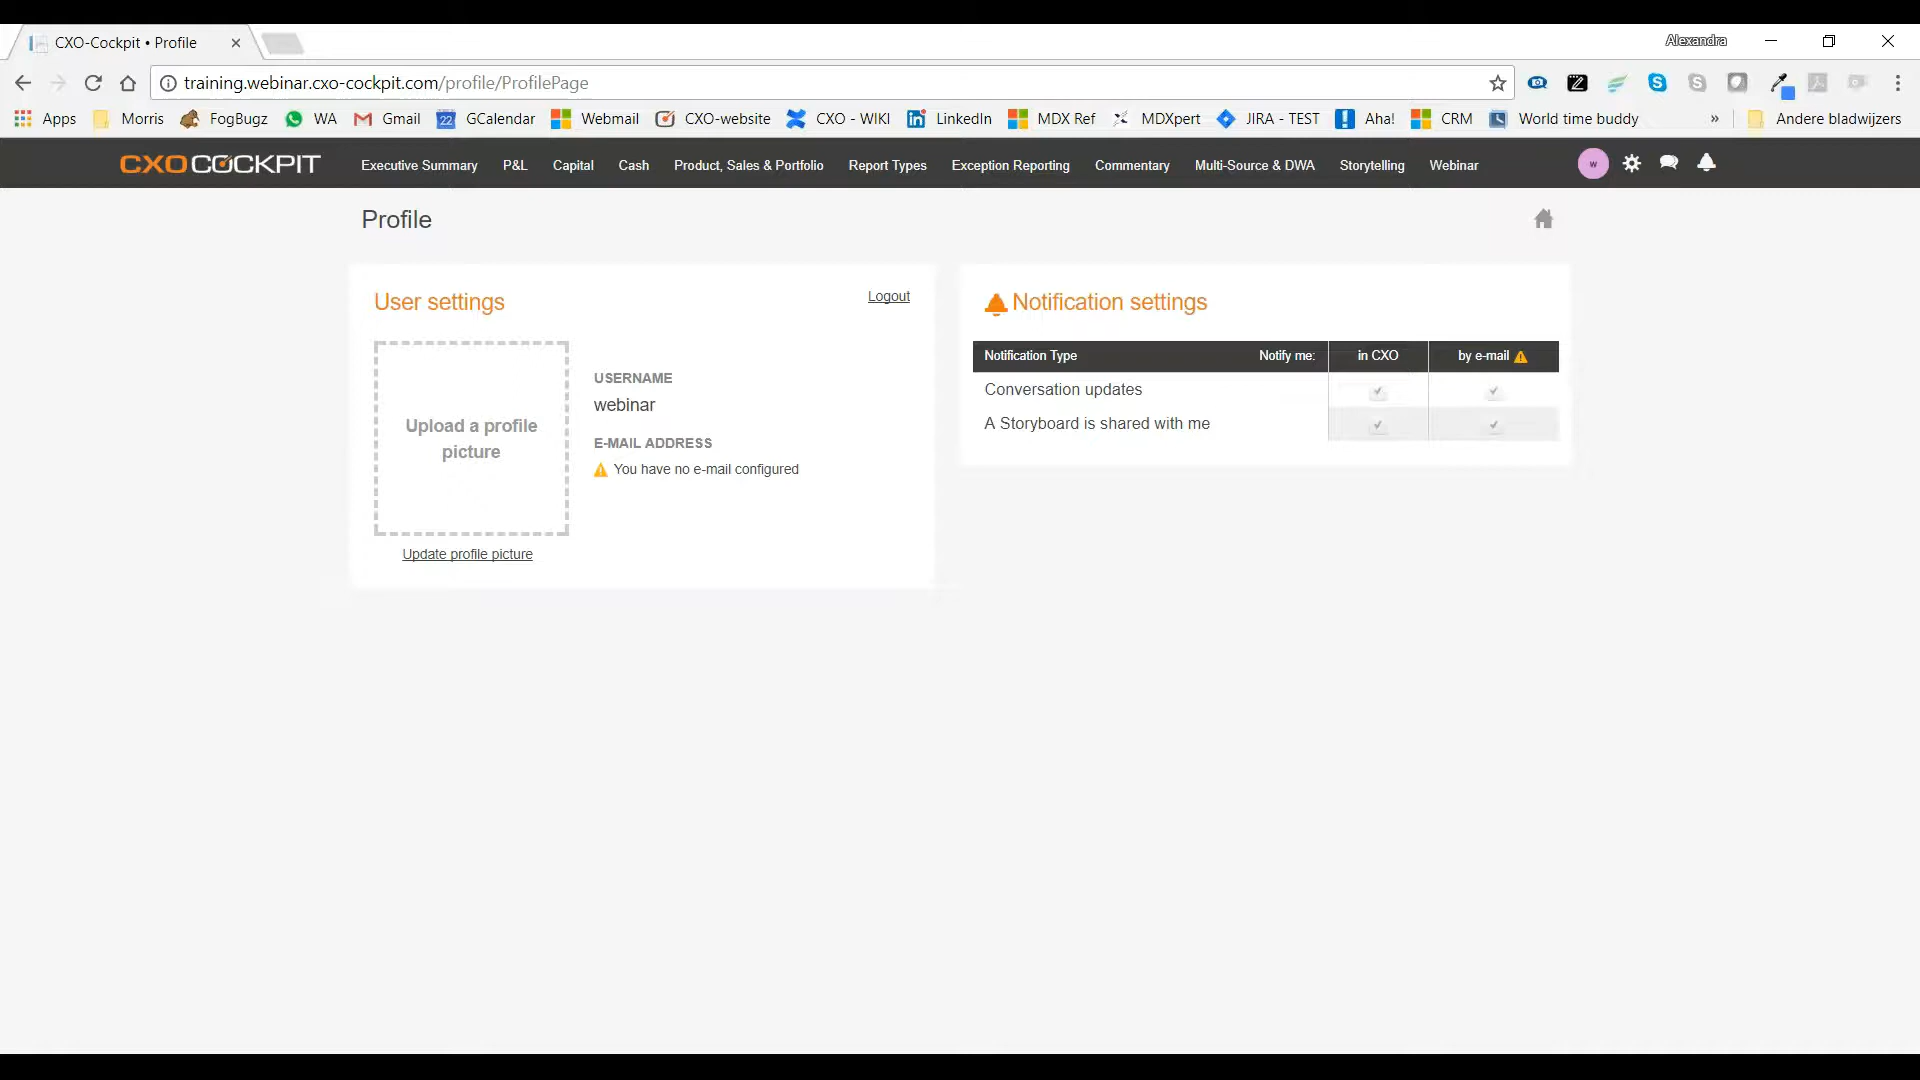 CXO-Cockpit • Profile
Alexandra
training.webinar.cxo-cockpit.com/profile/ProfilePage
Apps Morris FogBugz WA Gmail 22 GCalendar Webmail CXO-website CXO - WIKI LinkedIn MDX Ref MDXpert JIRA - TEST Aha! CRM World time buddy » Andere bladwijzers
CXOCOCKPIT Executive Summary P&L Capital Cash Product, Sales & Portfolio Report Types Exception Reporting Commentary Multi-Source & DWA Storytelling Webinar w
Profile
User settings
Logout
Upload a profile
picture
USERNAME
webinar
E-MAIL ADDRESS
You have no e-mail configured
Update profile picture
Notification settings
Notification Type Notify me: in CXO by e-mail
Conversation updates
A Storyboard is shared with me